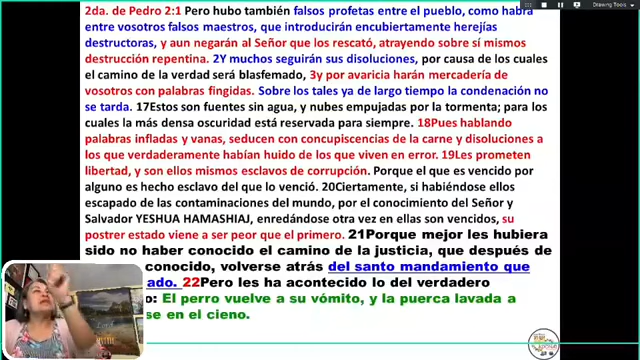 Drawing Tools
2da. de Pedro 2:1 Pero hubo también falsos profetas entre el pueblo, como habrá
entre vosotros falsos maestros, que introducirán encubiertamente herejías
destructoras, y aun negarán al Señor que los rescató, atrayendo sobre sí mismos
destrucción repentina. 2Y muchos seguirán sus disoluciones, por causa de los cuales
el camino de la verdad será blasfemado, 3y por avaricia harán mercadería de
vosotros con palabras fingidas. Sobre los tales ya de largo tiempo la condenación no
se tarda. 17Estos son fuentes sin agua, y nubes empujadas por la tormenta; para los
cuales la más densa oscuridad está reservada para siempre. 18Pues hablando
palabras infladas y vanas, seducen con concupiscencias de la carne y disoluciones a
los que verdaderamente habían huido de los que viven en error. 19Les prometen
libertad, y son ellos mismos esclavos de corrupción. Porque el que es vencido por
alguno es hecho esclavo del que lo venció. 20Ciertamente, si habiéndose ellos
escapado de las contaminaciones del mundo, por el conocimiento del Señor y
Salvador YESHUA HAMASHIAJ, enredándose otra vez en ellas son vencidos, su
postrer estado viene a ser peor que el primero. 21Porque mejor les hubiera
sido no haber conocido el camino de la justicia, que después de
conocido, volverse atrás del santo mandamiento que
ado. 22Pero les ha acontecido lo del verdadero
o: El perro vuelve a su vómito, y la puerca lavada a
se en el cieno.